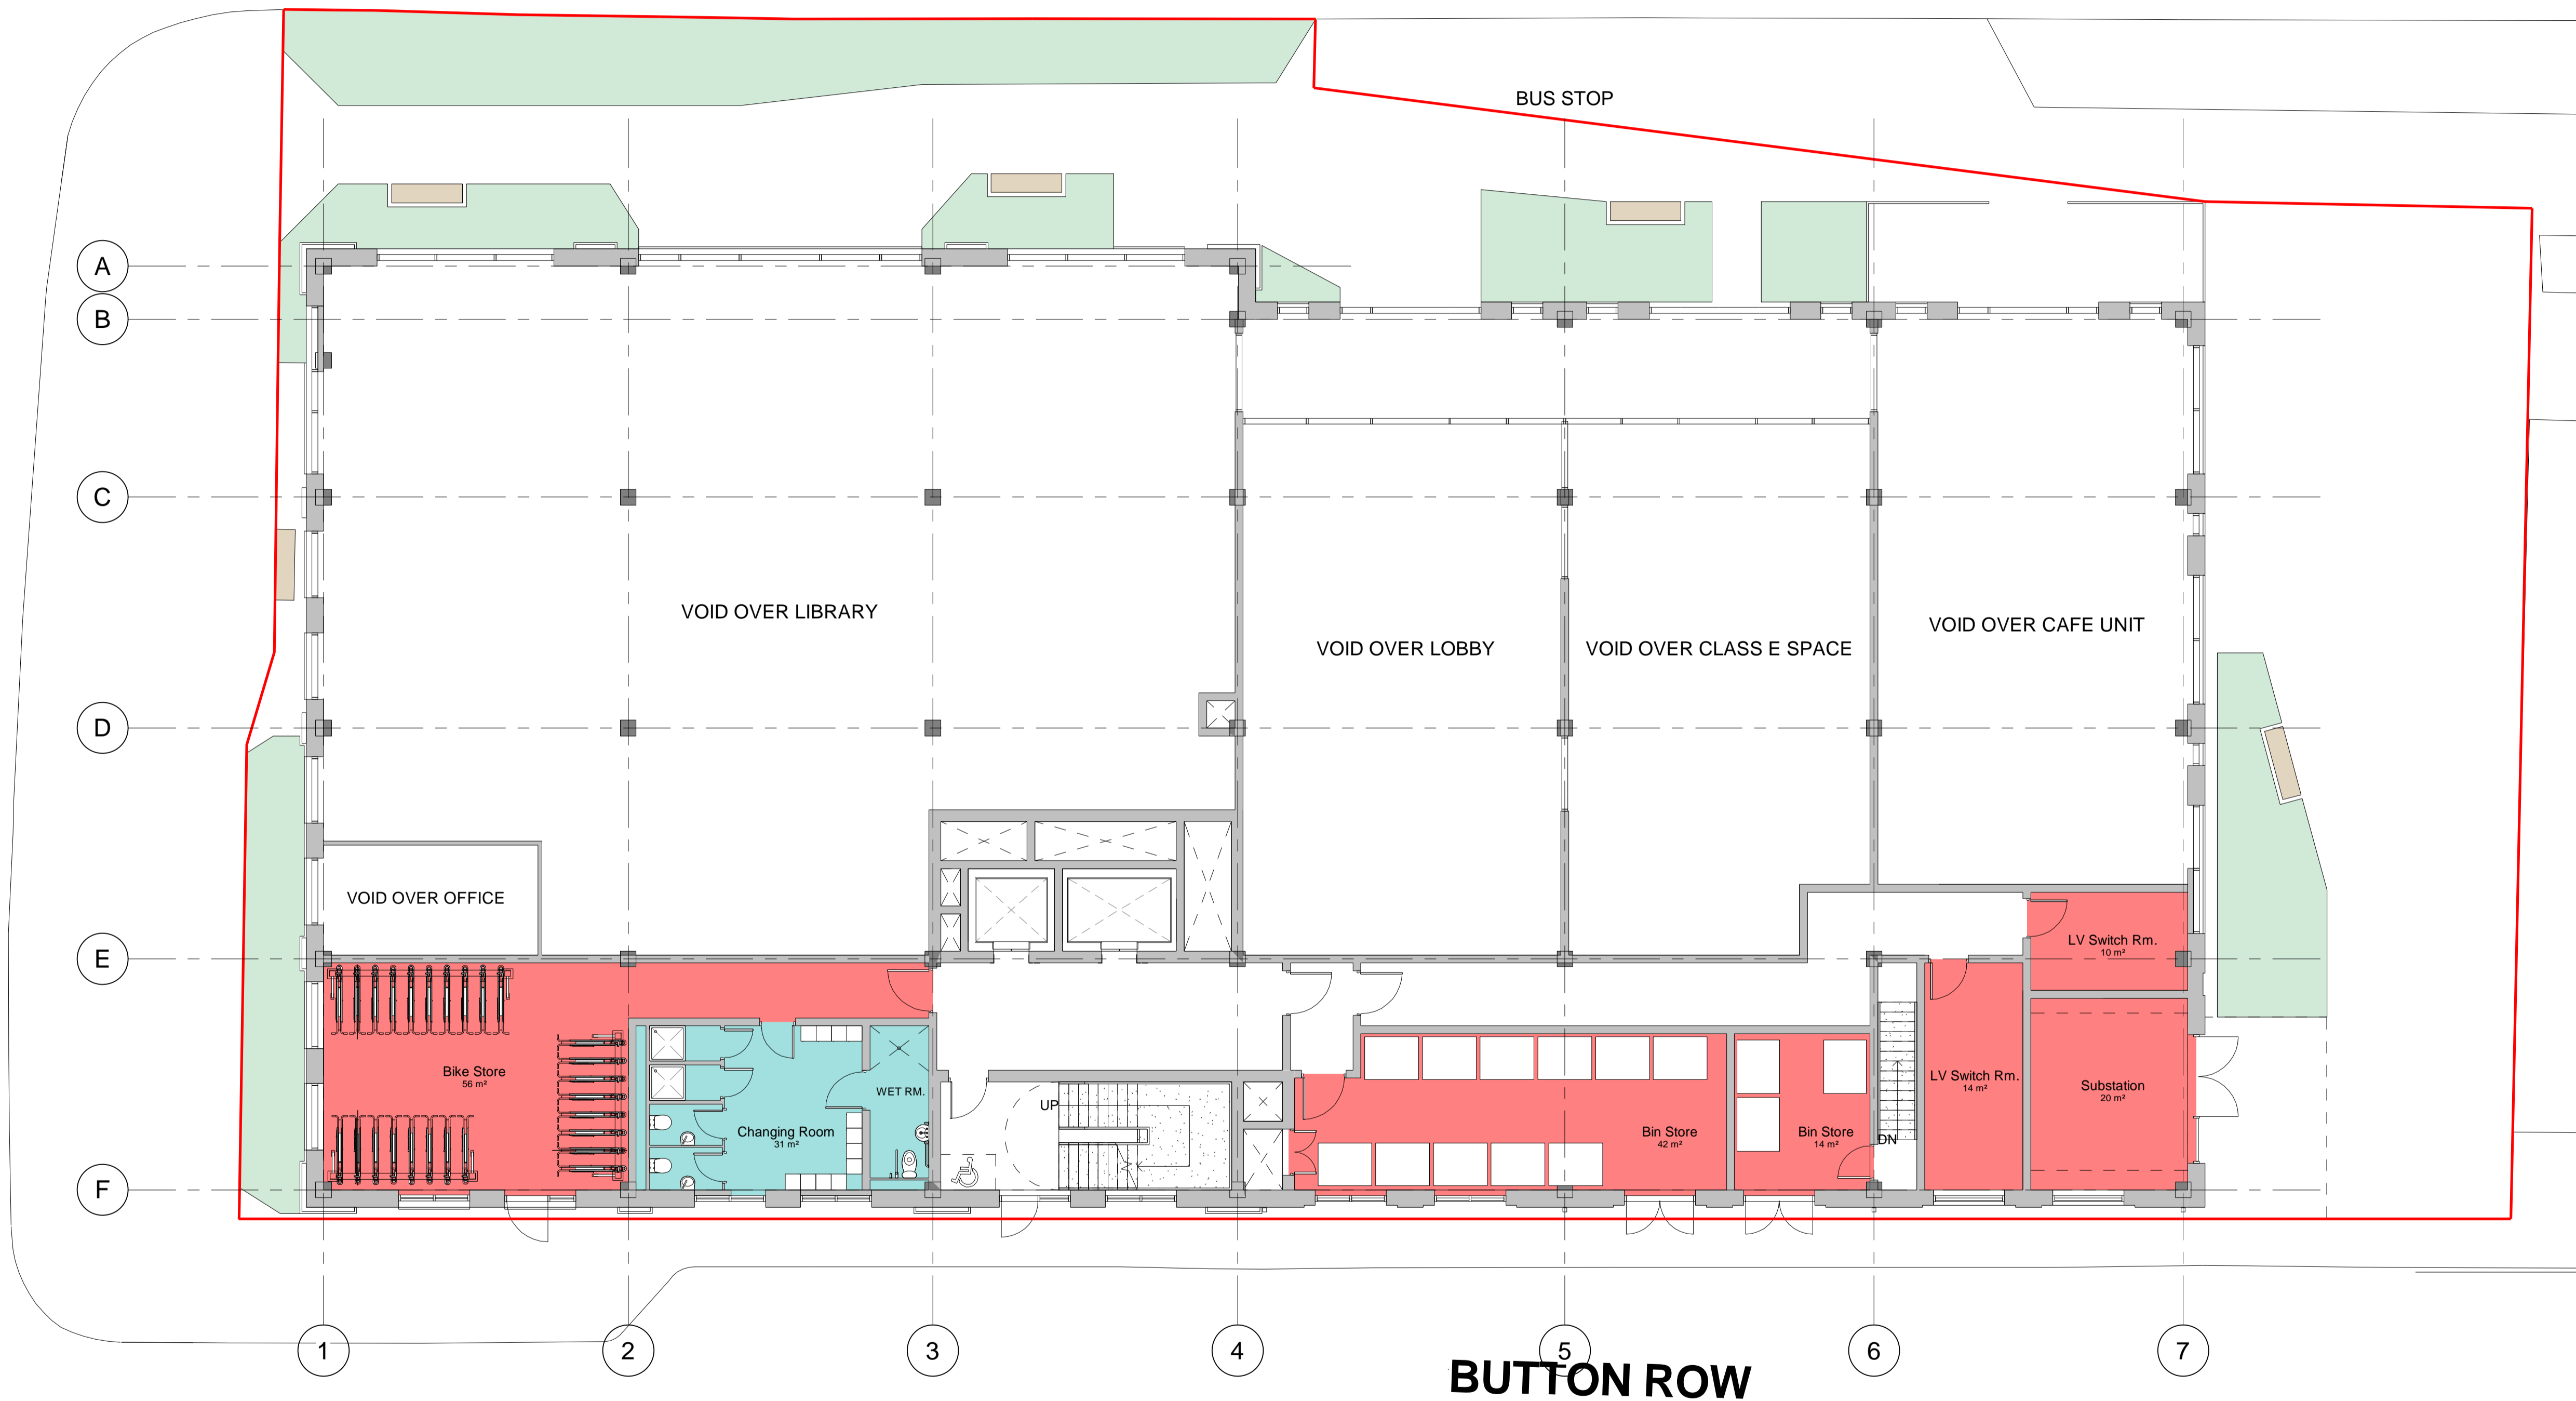 BUS STOP
A
B
C
VOID OVER LIBRARY
VOID OVER LOBBY
VOID OVER CLASS E SPACE
VOID OVER CAFE UNIT
D
VOID OVER OFFICE
E
LV Switch Rm.
10 m²
Bike Store
56 m²
WET RM.
UP
Changing Room
31 m²
Bin Store
42 m²
Bin Store
14 m²
DN
LV Switch Rm.
14 m²
Substation
20 m²
F
1
2
3
4
5
6
7
BUTTON ROW